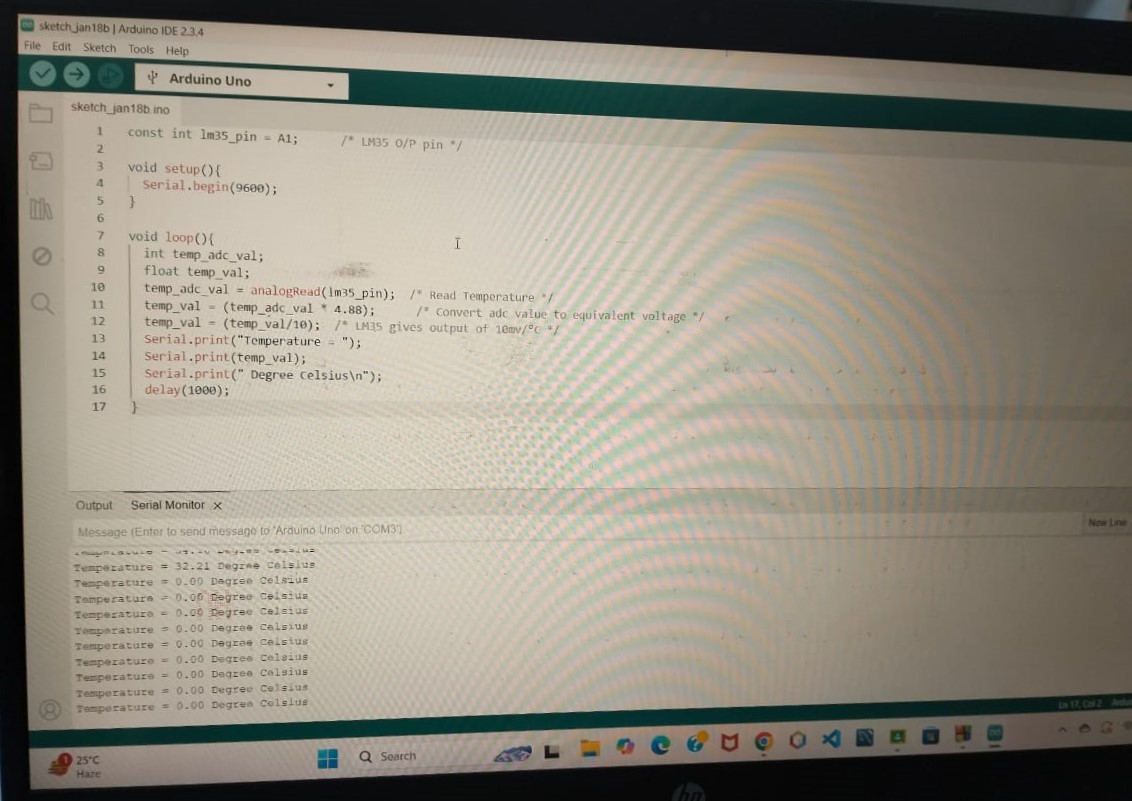 sketch_jan18b | Arduino IDE 2.3.4
File Edit Sketch Tools Help
Arduino Uno
sketch_jan18b.ino
1 const int lm35_pin = A1; /* LM35 O/P pin */
2
3 void setup(){
4 Serial.begin(9600);
5 }
6
7 void loop(){
8 int temp_adc_val;
9 float temp_val;
10 temp_adc_val = analogRead(lm35_pin); /* Read Temperature */
11 temp_val = (temp_adc_val * 4.88); /* Convert adc value to equivalent voltage */
12 temp_val = (temp_val/10); /* LM35 gives output of 10mv/°c */
13 Serial.print("Temperature = ");
14 Serial.print(temp_val);
15 Serial.print(" Degree Celsius\n");
16 delay(1000);
17 }
Output Serial Monitor x
Message (Enter to send message to 'Arduino Uno' on 'COM3')
New Line
Temperature = 32.21 Degree Celsius
Temperature = 0.00 Degree Celsius
Temperature = 0.00 Degree Celsius
Temperature = 0.00 Degree Celsius
Temperature = 0.00 Degree Celsius
Temperature = 0.00 Degree Celsius
Temperature = 0.00 Degree Celsius
Temperature = 0.00 Degree Celsius
Temperature = 0.00 Degree Celsius
Temperature = 0.00 Degree Celsius
Ln 17, Col 2
1
25°C
Haze
Search
hp